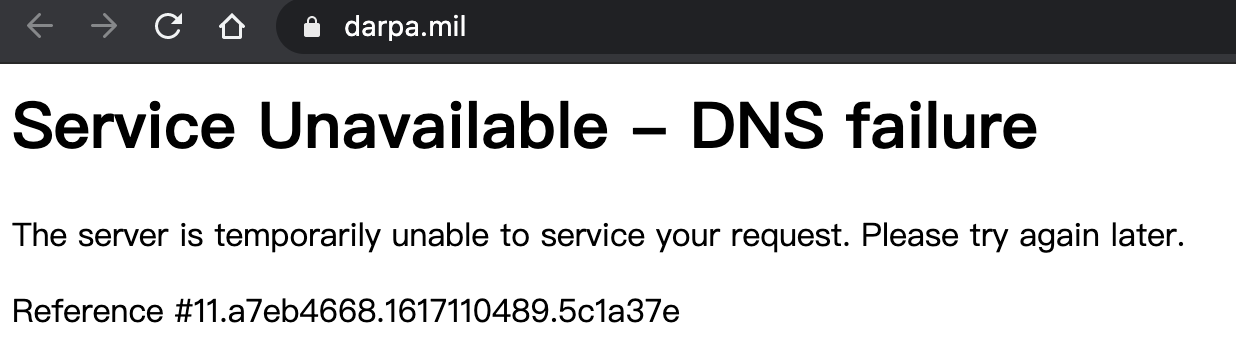 darpa.mil
Service Unavailable – DNS failure
The server is temporarily unable to service your request. Please try again later.
Reference #11.a7eb4668.1617110489.5c1a37e